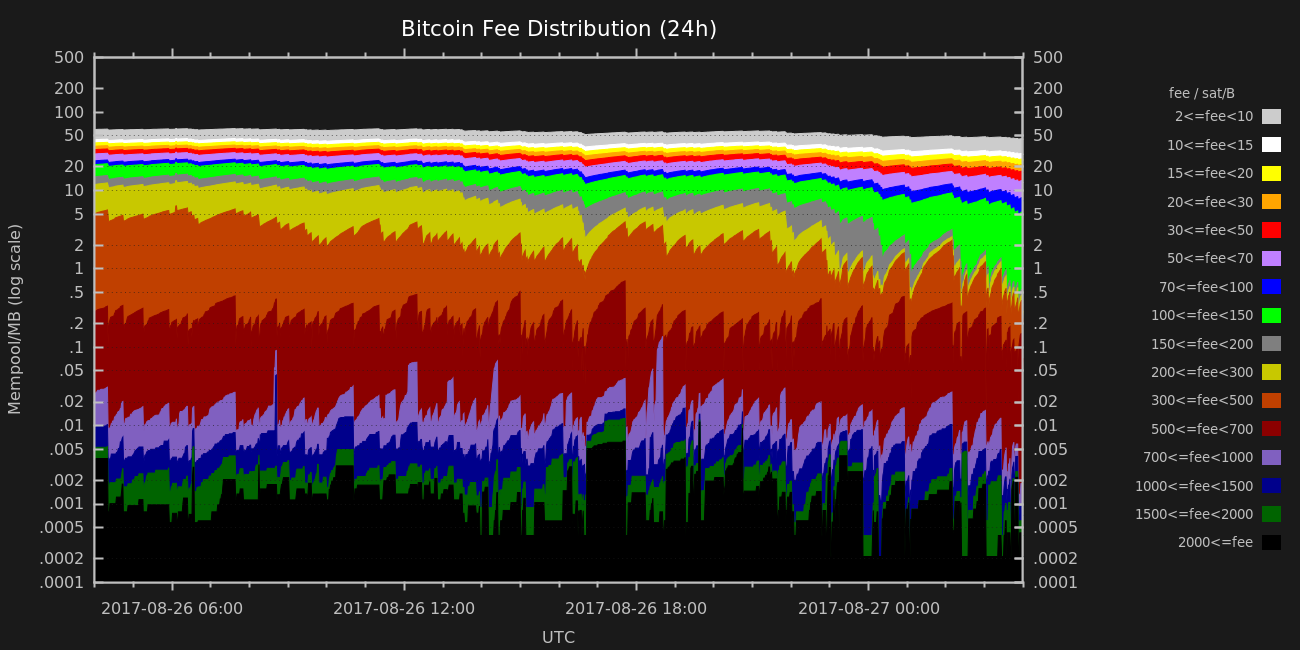 Bitcoin Fee Distribution (24h)
500
200
100
50
20
10
5
2
1
.5
.2
.1
.05
.02
.01
.005
.002
.001
.0005
.0002
.0001
Mempool/MB (log scale)
500
200
100
50
20
10
5
2
1
.5
.2
.1
.05
.02
.01
.005
.002
.001
.0005
.0002
.0001
2017-08-26 06:00 2017-08-26 12:00 2017-08-26 18:00 2017-08-27 00:00
UTC
fee / sat/B
2<=fee<10
10<=fee<15
15<=fee<20
20<=fee<30
30<=fee<50
50<=fee<70
70<=fee<100
100<=fee<150
150<=fee<200
200<=fee<300
300<=fee<500
500<=fee<700
700<=fee<1000
1000<=fee<1500
1500<=fee<2000
2000<=fee